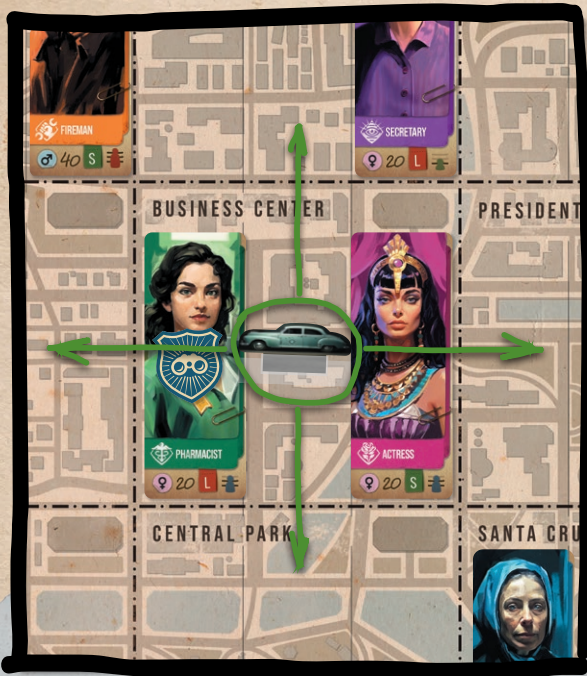 FIREMAN
40 S
SECRETARY
20 L
BUSINESS CENTER
PRESIDENT
PHARMACIST
20 L
ACTRESS
20 S
CENTRAL PARK
SANTA CRU